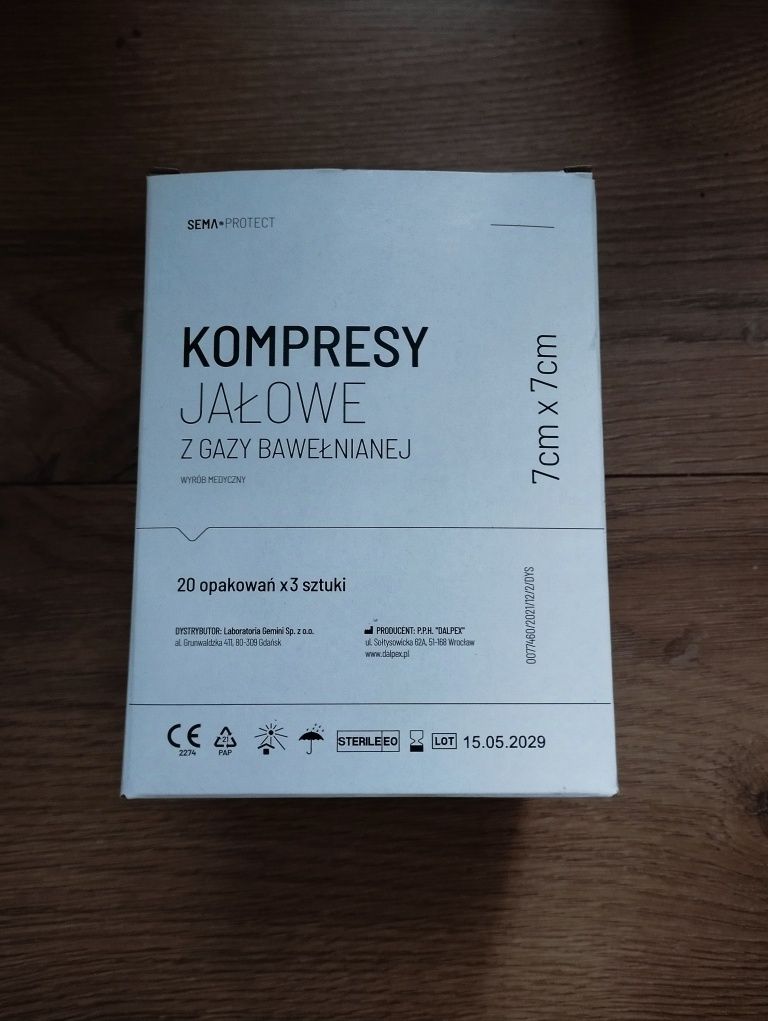 SEMA PROTECT
KOMPRESY
JAŁOWE
Z GAZY BAWEŁNIANEJ
WYRÓB MEDYCZNY
7cm x 7cm
20 opakowań x 3 sztuki
DYSTRYBUTOR: Laboratoria Gemini Sp. z o.o.
al. Grunwaldzka 411, 80-309 Gdańsk
PRODUCENT: P.P.H. "DALPEX"
ul. Sołtysowicka 62A, 51-168 Wrocław
www.dalpex.pl
0077460/2021/12/2/DYS
CE
2274
21
PAP
STERILE EO
LOT 15.05.2029